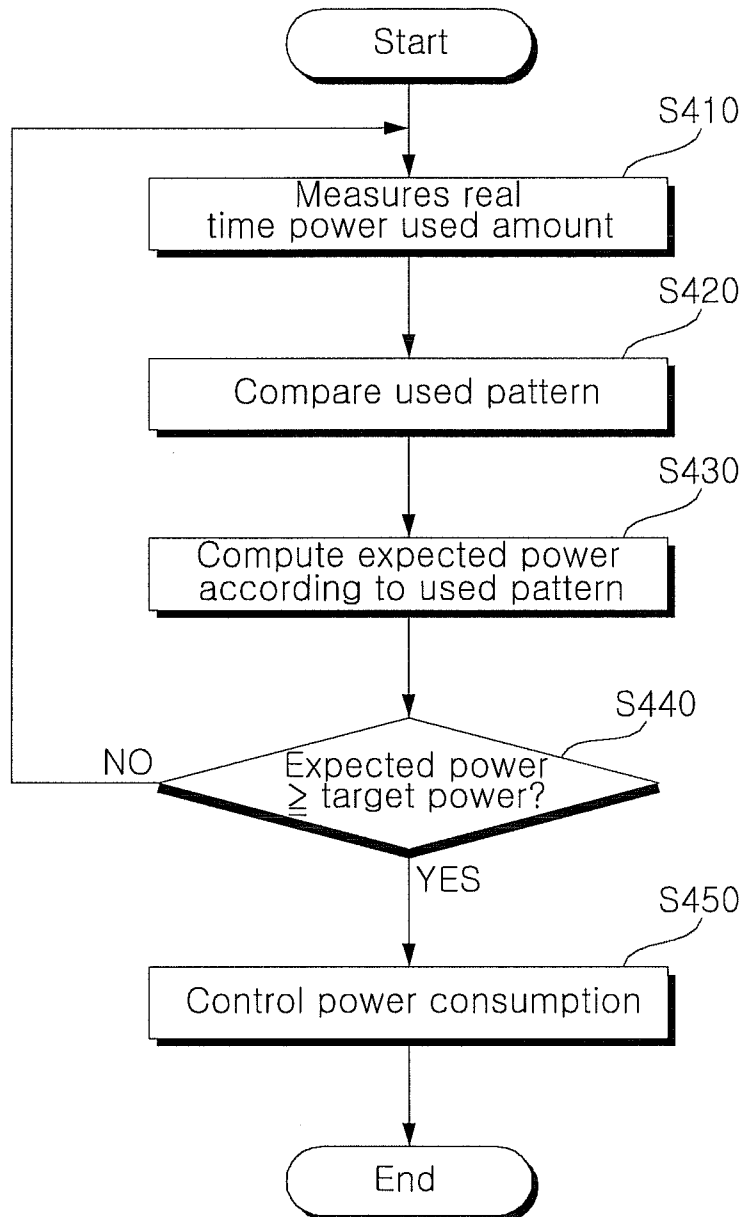 Start
S410
Measures real
time power used amount
S420
Compare used pattern
S430
Compute expected power
according to used pattern
S440
NO
Expected power
≧ target power?
YES
S450
Control power consumption
End